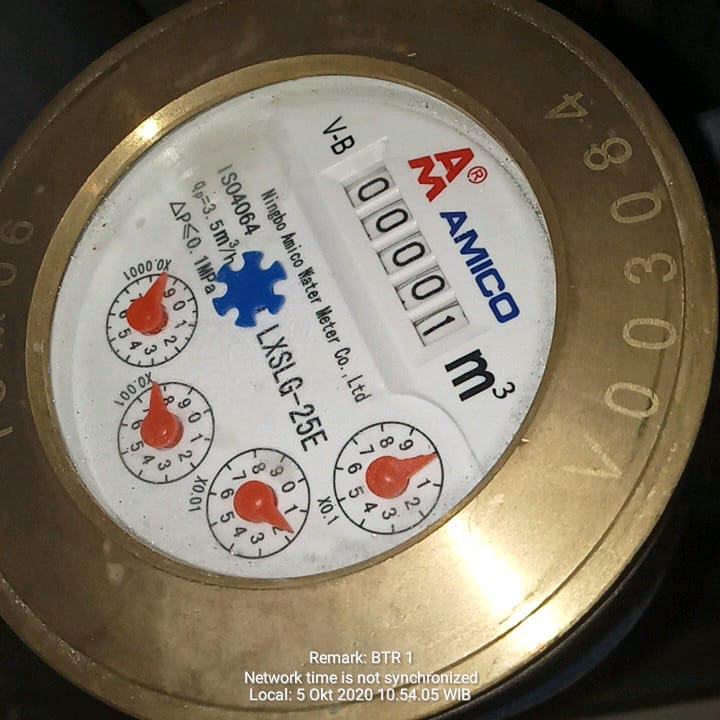 V-B
AM®
AMICO
00001
m³
ISO4064
qp=3.5m³/h
△P≤0.1MPa
Ningbo Amico Water Meter Co.,Ltd
LXSLG-25E
X0.0001
X0.001
X0.01
X0.1
V003084
Remark: BTR 1
Network time is not synchronized
Local: 5 Okt 2020 10.54.05 WIB